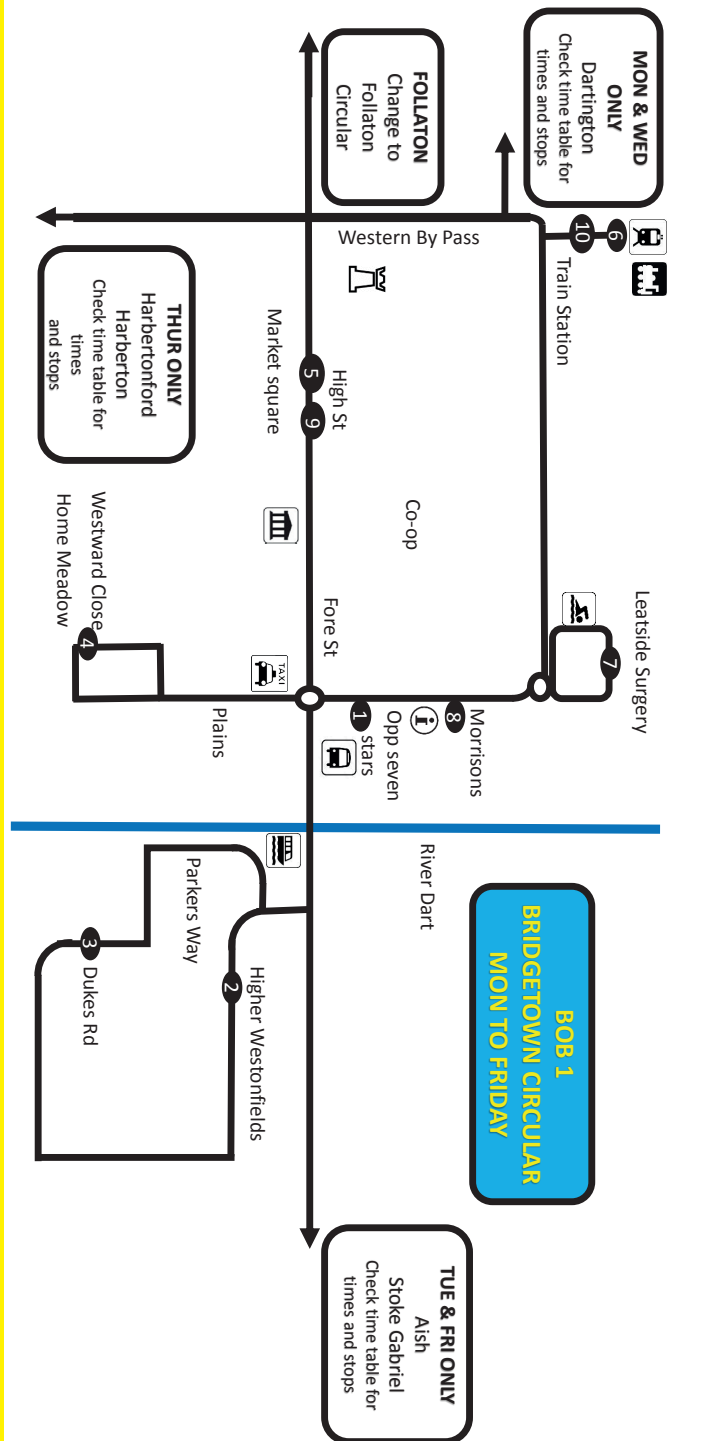 MON & WED
ONLY
Dartington
Check time table for
times and stops
6
10
Train Station
Leatside Surgery
7
BOB 1
BRIDGETOWN CIRCULAR
MON TO FRIDAY
FOLLATON
Change to
Follaton
Circular
Western By Pass
Co-op
Morrisons
8
i
Opp seven
stars
1
River Dart
TUE & FRI ONLY
Aish
Stoke Gabriel
Check time table for
times and stops
High St
5
9
Market square
Fore St
TAXI
Plains
Higher Westonfields
2
Parkers Way
3
Dukes Rd
THUR ONLY
Harbertonford
Harberton
Check time table for
times
and stops
Westward Close
4
Home Meadow